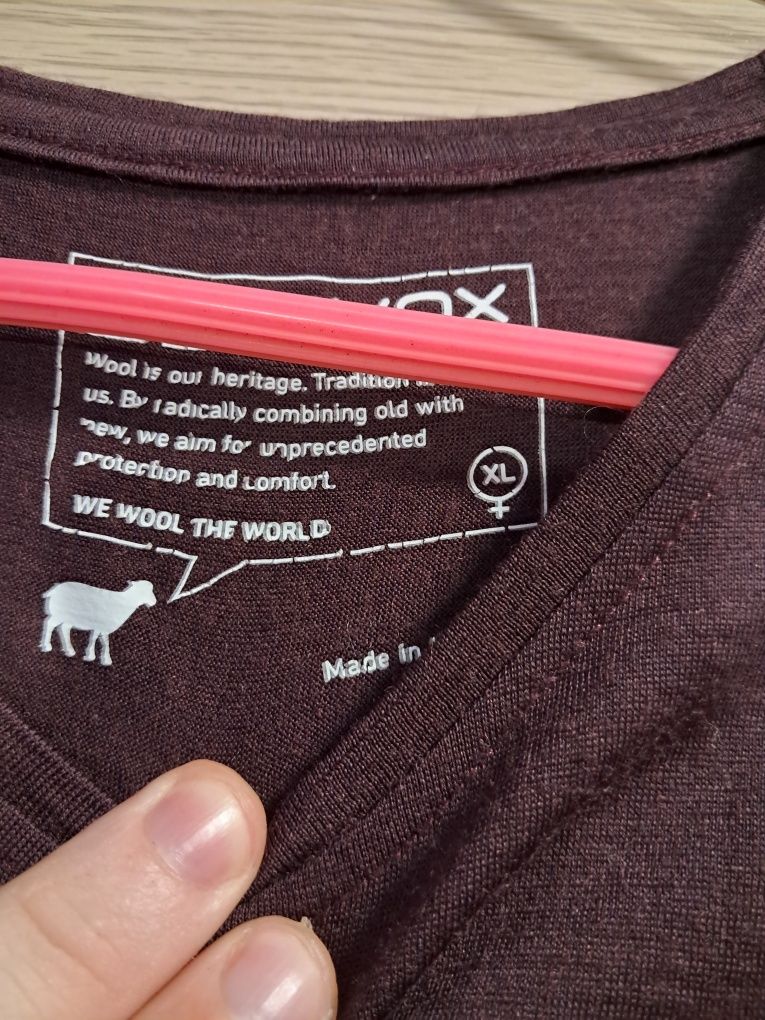 Wool is our heritage. Tradition
us. By radically combining old with
new, we aim for unprecedented
protection and comfort.
XL
WE WOOL THE WORLD
Made in